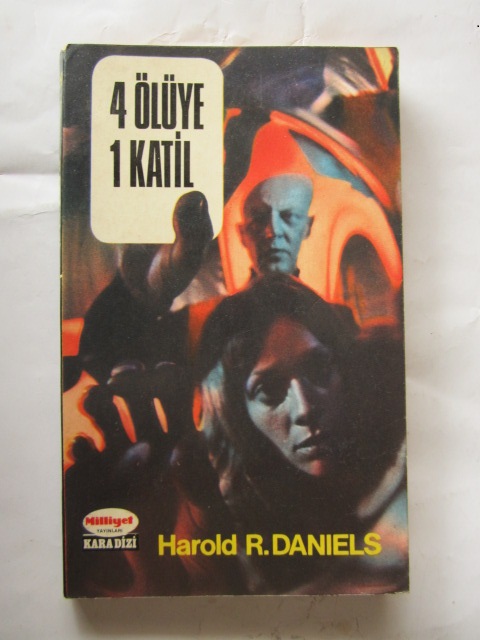 4 ÖLÜYE
1 KATİL
Milliyet
YAYINLARI
KARA DİZİ
Harold R. DANIELS